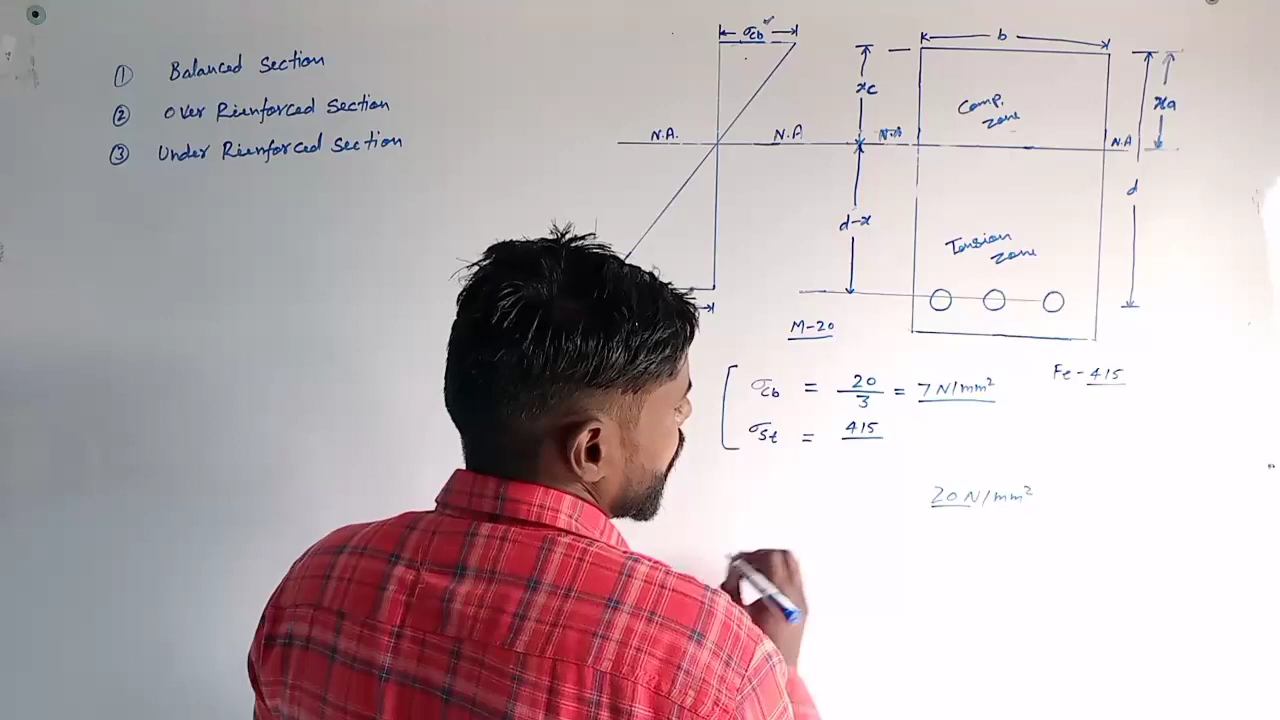 ① Balanced Section
② Over Rienforced Section
③ Under Rienforced Section
σcb
b
xc
xa
Comp. zone
N.A.
N.A
N.A
N.A
d-x
d
Tension zone
M-20
Fe-415
σcb = 20/3 = 7 N/mm²
σst = 415
20 N/mm²